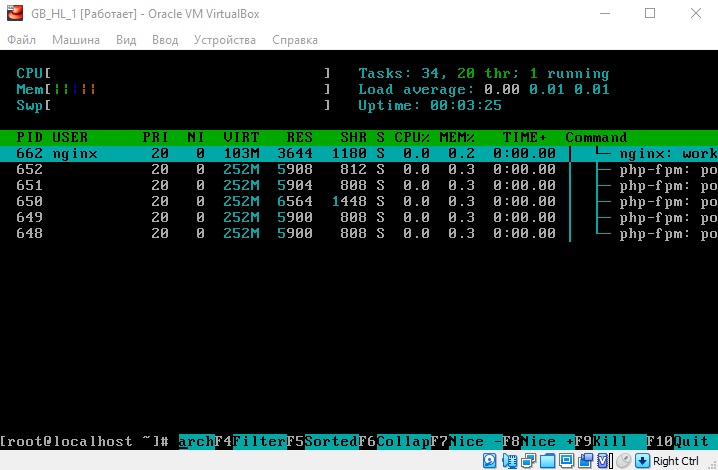 GB_HL_1 [Работает] - Oracle VM VirtualBox
Файл Машина Вид Ввод Устройства Справка
CPU[ ] Tasks: 34, 20 thr; 1 running
Mem[||||| ] Load average: 0.00 0.01 0.01
Swp[ ] Uptime: 00:03:25
PID USER PRI NI VIRT RES SHR S CPU% MEM% TIME+ Command
662 nginx 20 0 103M 3644 1180 S 0.0 0.2 0:00.00 │ └─ nginx: work
652 20 0 252M 5908 812 S 0.0 0.3 0:00.00 │ ├─ php-fpm: po
651 20 0 252M 5904 808 S 0.0 0.3 0:00.00 │ ├─ php-fpm: po
650 20 0 252M 6564 1448 S 0.0 0.3 0:00.00 │ ├─ php-fpm: po
649 20 0 252M 5900 808 S 0.0 0.3 0:00.00 │ ├─ php-fpm: po
648 20 0 252M 5900 808 S 0.0 0.3 0:00.00 │ └─ php-fpm: po
[root@localhost ~]# archF4FilterF5SortedF6CollapF7Nice -F8Nice +F9Kill F10Quit
Right Ctrl